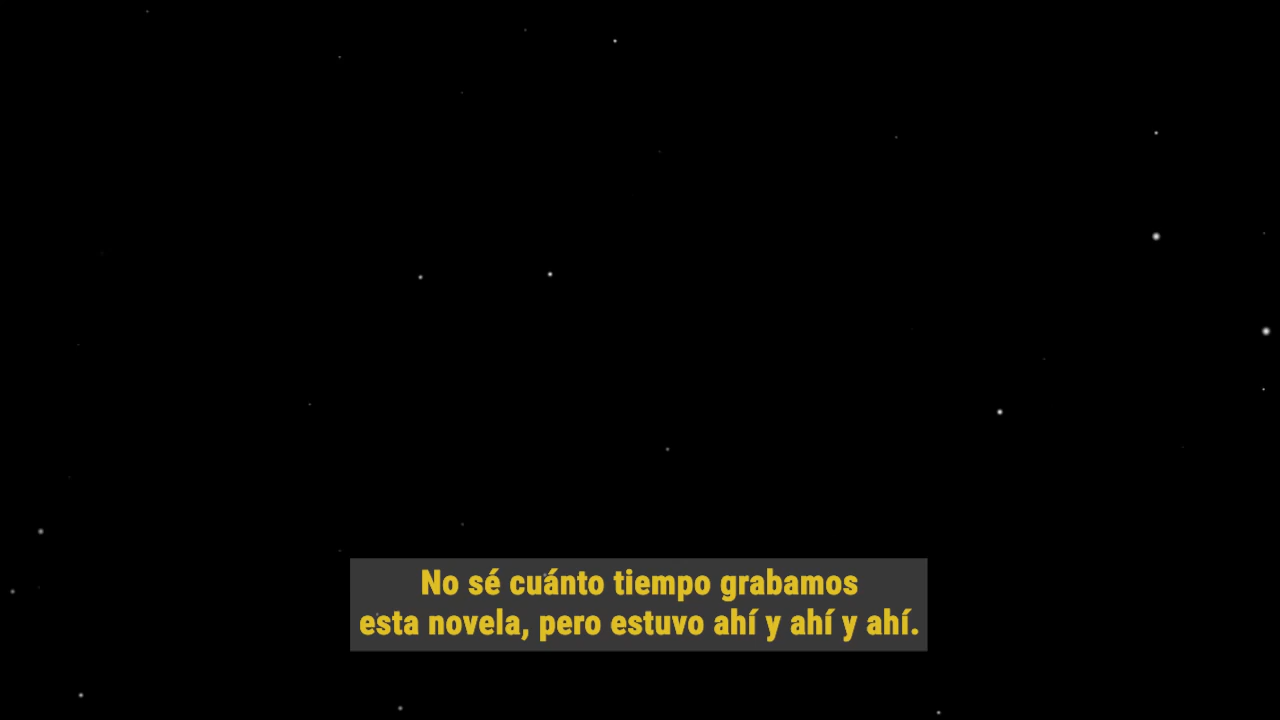 No sé cuánto tiempo grabamos
esta novela, pero estuvo ahí y ahí y ahí.